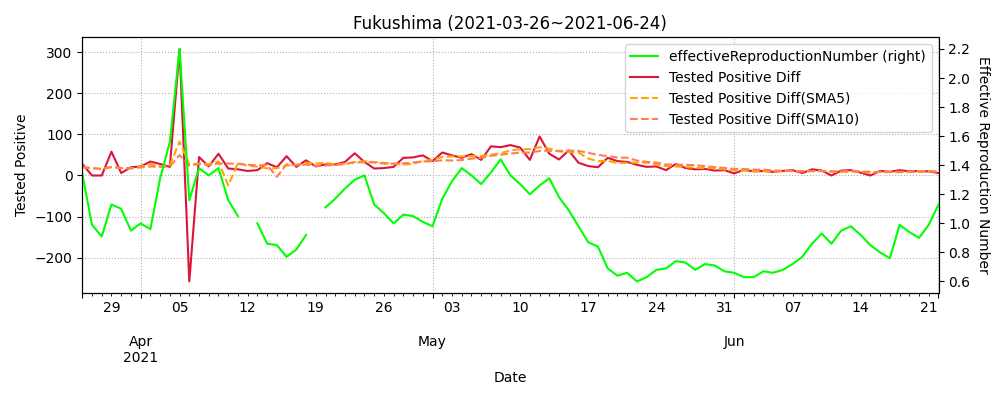 Fukushima (2021-03-26~2021-06-24)
effectiveReproductionNumber (right)
Tested Positive Diff
Tested Positive Diff(SMA5)
Tested Positive Diff(SMA10)
Tested Positive
300
200
100
0
−100
−200
2.2
2.0
1.8
1.6
1.4
1.2
1.0
0.8
0.6
Effective Reproduction Number
29 05 12 19 26 03 10 17 24 31 07 14 21
Apr May Jun
2021
Date